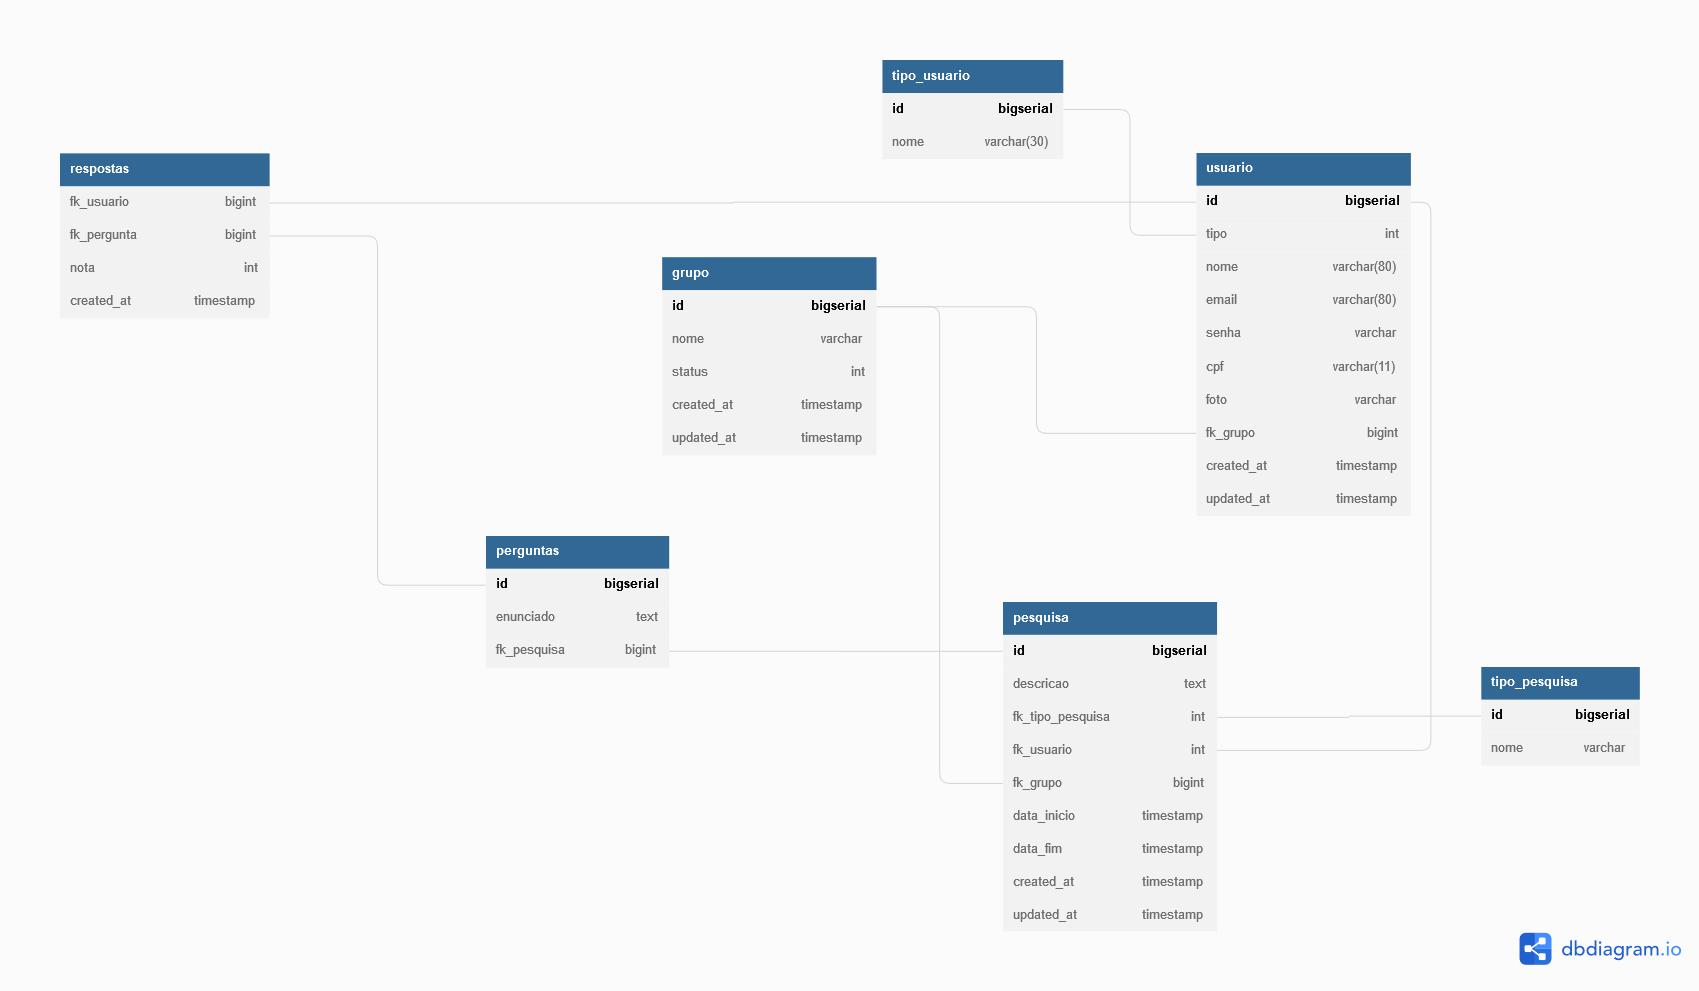 tipo_usuario
id bigserial
nome varchar(30)
respostas
fk_usuario bigint
fk_pergunta bigint
nota int
created_at timestamp
usuario
id bigserial
tipo int
nome varchar(80)
email varchar(80)
senha varchar
cpf varchar(11)
foto varchar
fk_grupo bigint
created_at timestamp
updated_at timestamp
grupo
id bigserial
nome varchar
status int
created_at timestamp
updated_at timestamp
perguntas
id bigserial
enunciado text
fk_pesquisa bigint
pesquisa
id bigserial
descricao text
fk_tipo_pesquisa int
fk_usuario int
fk_grupo bigint
data_inicio timestamp
data_fim timestamp
created_at timestamp
updated_at timestamp
tipo_pesquisa
id bigserial
nome varchar
dbdiagram.io